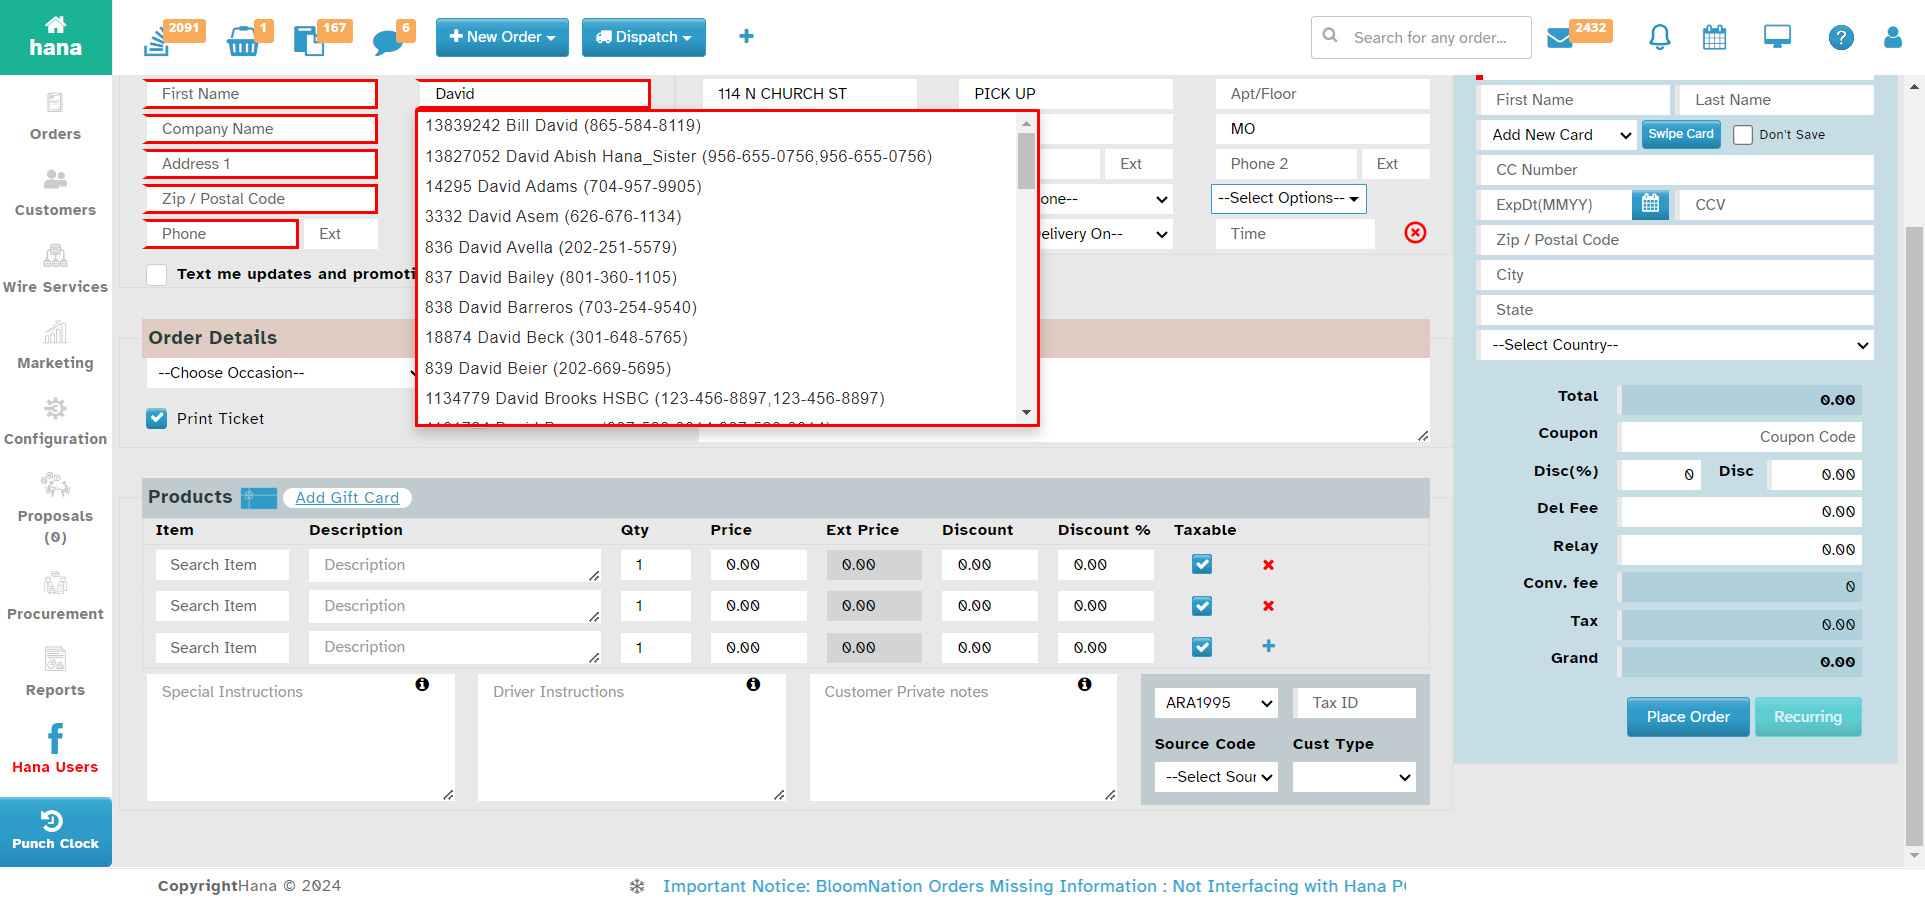 hana
2091
1
167
6
New Order
Dispatch
Search for any order...
2432
Orders
Customers
Wire Services
Marketing
Configuration
Proposals
(0)
Procurement
Reports
Hana Users
Punch Clock
First Name
David
114 N CHURCH ST
PICK UP
Apt/Floor
Company Name
MO
Address 1
Ext
Phone 2
Ext
Zip / Postal Code
one--
--Select Options--
Phone
Ext
elivery On--
Time
Text me updates and promoti
13839242 Bill David (865-584-8119)
13827052 David Abish Hana_Sister (956-655-0756,956-655-0756)
14295 David Adams (704-957-9905)
3332 David Asem (626-676-1134)
836 David Avella (202-251-5579)
837 David Bailey (801-360-1105)
838 David Barreros (703-254-9540)
18874 David Beck (301-648-5765)
839 David Beier (202-669-5695)
1134779 David Brooks HSBC (123-456-8897,123-456-8897)
Order Details
--Choose Occasion--
Print Ticket
Products
Add Gift Card
Item Description Qty Price Ext Price Discount Discount % Taxable
Search Item Description 1 0.00 0.00 0.00 0.00
Search Item Description 1 0.00 0.00 0.00 0.00
Search Item Description 1 0.00 0.00 0.00 0.00
Special Instructions
Driver Instructions
Customer Private notes
ARA1995
Tax ID
Source Code
Cust Type
--Select Sour
First Name
Last Name
Add New Card
Swipe Card
Don't Save
CC Number
ExpDt(MMYY)
CCV
Zip / Postal Code
City
State
--Select Country--
Total 0.00
Coupon Coupon Code
Disc(%) 0 Disc 0.00
Del Fee 0.00
Relay 0.00
Conv. fee 0
Tax 0.00
Grand 0.00
Place Order
Recurring
CopyrightHana © 2024
Important Notice: BloomNation Orders Missing Information : Not Interfacing with Hana PO